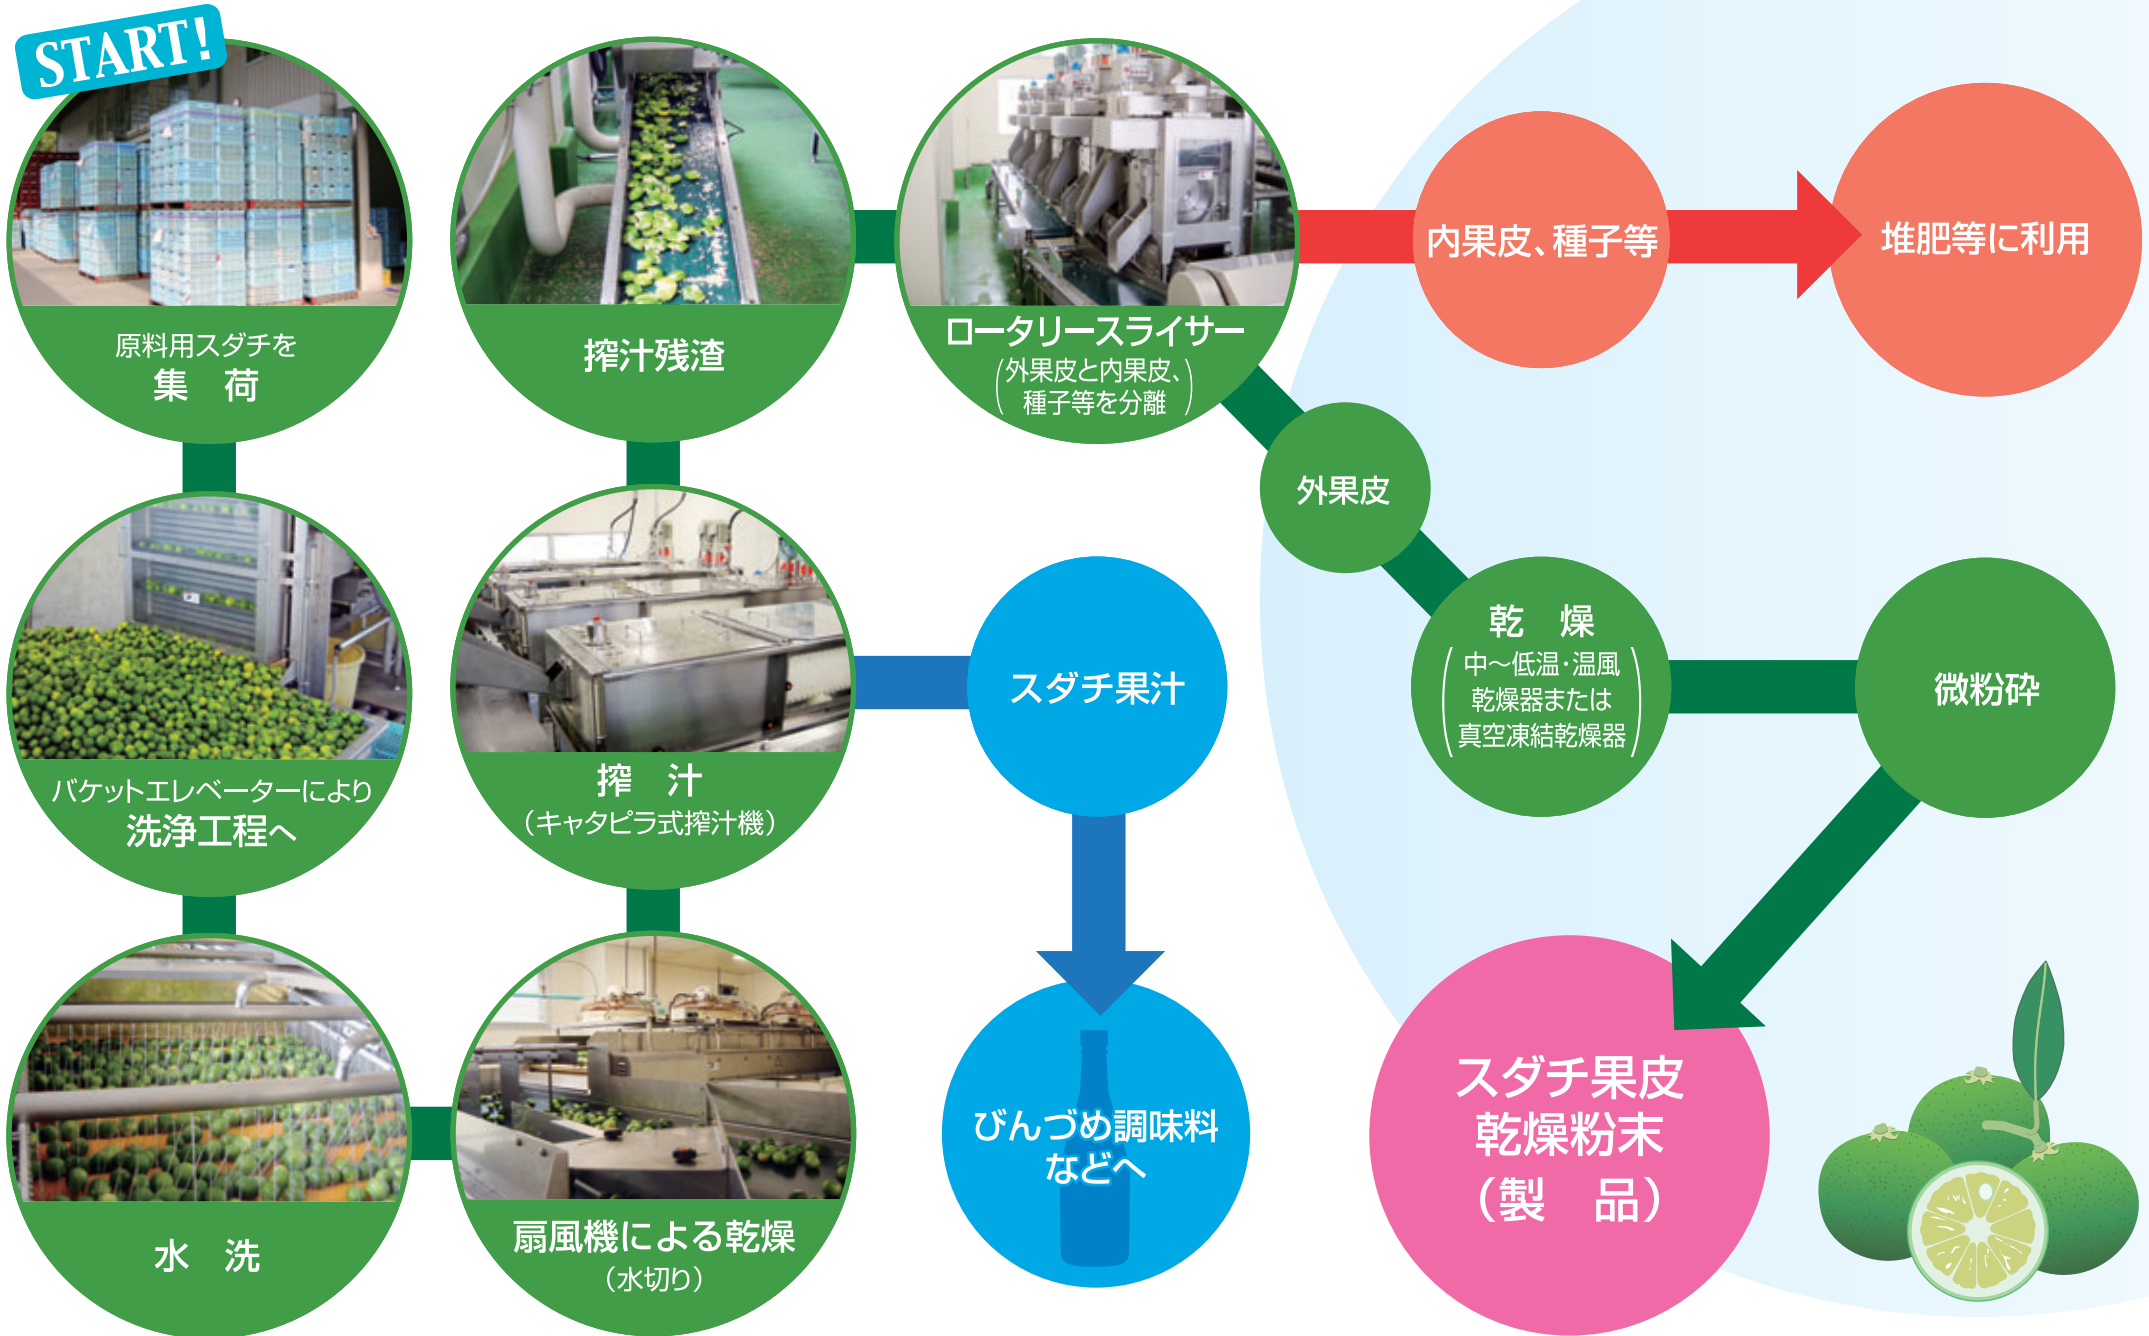 START!
原料用スダチを
集　荷
バケットエレベーターにより
洗浄工程へ
水　洗
扇風機による乾燥
（水切り）
搾　汁
（キャタピラ式搾汁機）
搾汁残渣
ロータリースライサー
（外果皮と内果皮、
種子等を分離）
内果皮、種子等
堆肥等に利用
外果皮
乾　燥
（中～低温・温風
乾燥器または
真空凍結乾燥器）
微粉砕
スダチ果汁
びんづめ調味料
などへ
スダチ果皮
乾燥粉末
（製　品）